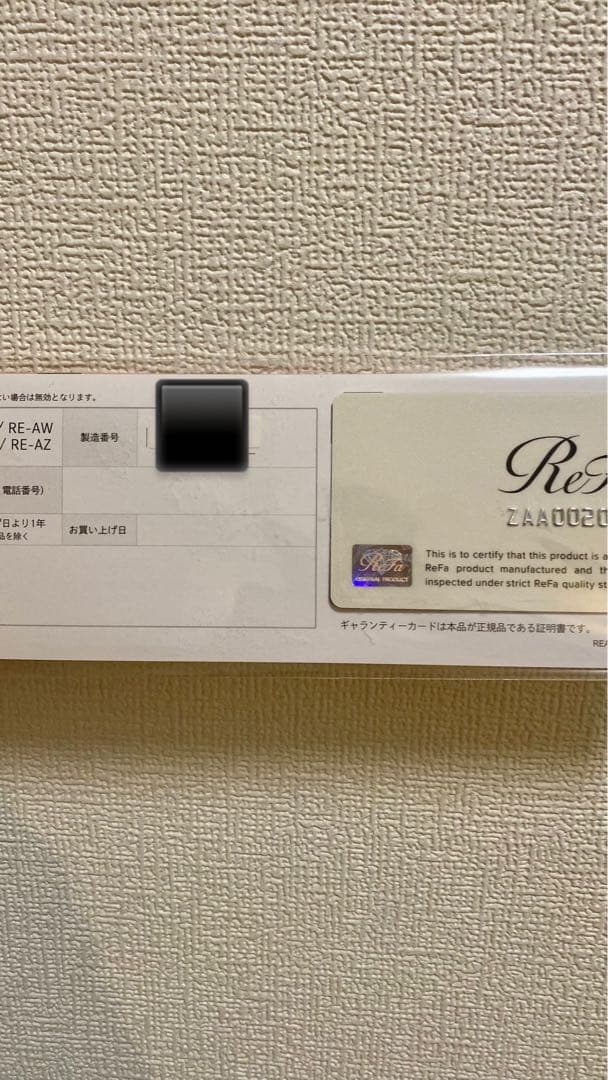 い場合は無効となります。
/ RE-AW
/ RE-AZ
製造番号
電話番号)
日より1年
品を除く
お買い上げ日
ReFa
ZAA0020
ReFa
ORIGINAL PRODUCT
This is to certify that this product is a
ReFa product manufactured and th
inspected under strict ReFa quality st
ギャランティーカードは本品が正規品である証明書です。
REA